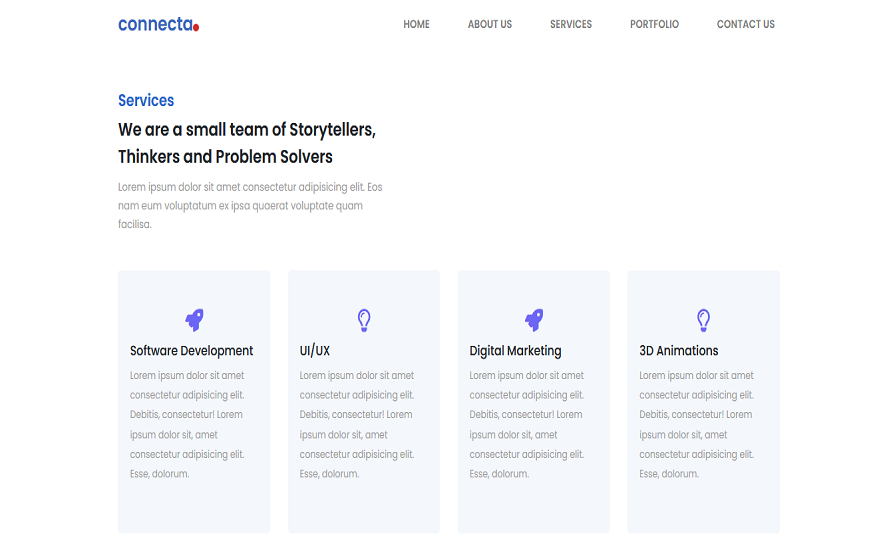 connecta.
HOME ABOUT US SERVICES PORTFOLIO CONTACT US
Services
We are a small team of Storytellers,
Thinkers and Problem Solvers
Lorem ipsum dolor sit amet consectetur adipisicing elit. Eos
nam eum voluptatum ex ipsa quaerat voluptate quam
facilisa.
Software Development
Lorem ipsum dolor sit amet
consectetur adipisicing elit.
Debitis, consectetur! Lorem
ipsum dolor sit, amet
consectetur adipisicing elit.
Esse, dolorum.
UI/UX
Lorem ipsum dolor sit amet
consectetur adipisicing elit.
Debitis, consectetur! Lorem
ipsum dolor sit, amet
consectetur adipisicing elit.
Esse, dolorum.
Digital Marketing
Lorem ipsum dolor sit amet
consectetur adipisicing elit.
Debitis, consectetur! Lorem
ipsum dolor sit, amet
consectetur adipisicing elit.
Esse, dolorum.
3D Animations
Lorem ipsum dolor sit amet
consectetur adipisicing elit.
Debitis, consectetur! Lorem
ipsum dolor sit, amet
consectetur adipisicing elit.
Esse, dolorum.